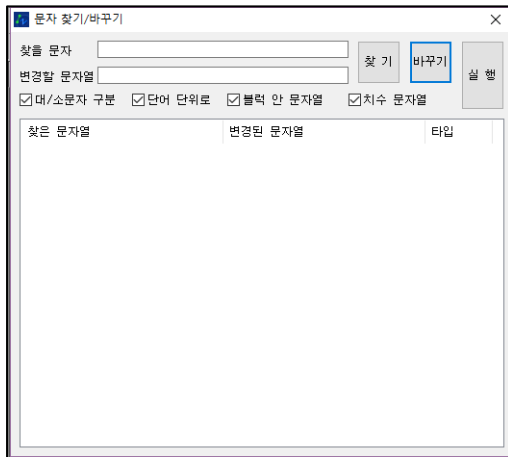 문자 찾기/바꾸기
찾을 문자
찾 기
바꾸기
실 행
변경할 문자열
대/소문자 구분 단어 단위로 블럭 안 문자열 치수 문자열
찾은 문자열 변경된 문자열 타입